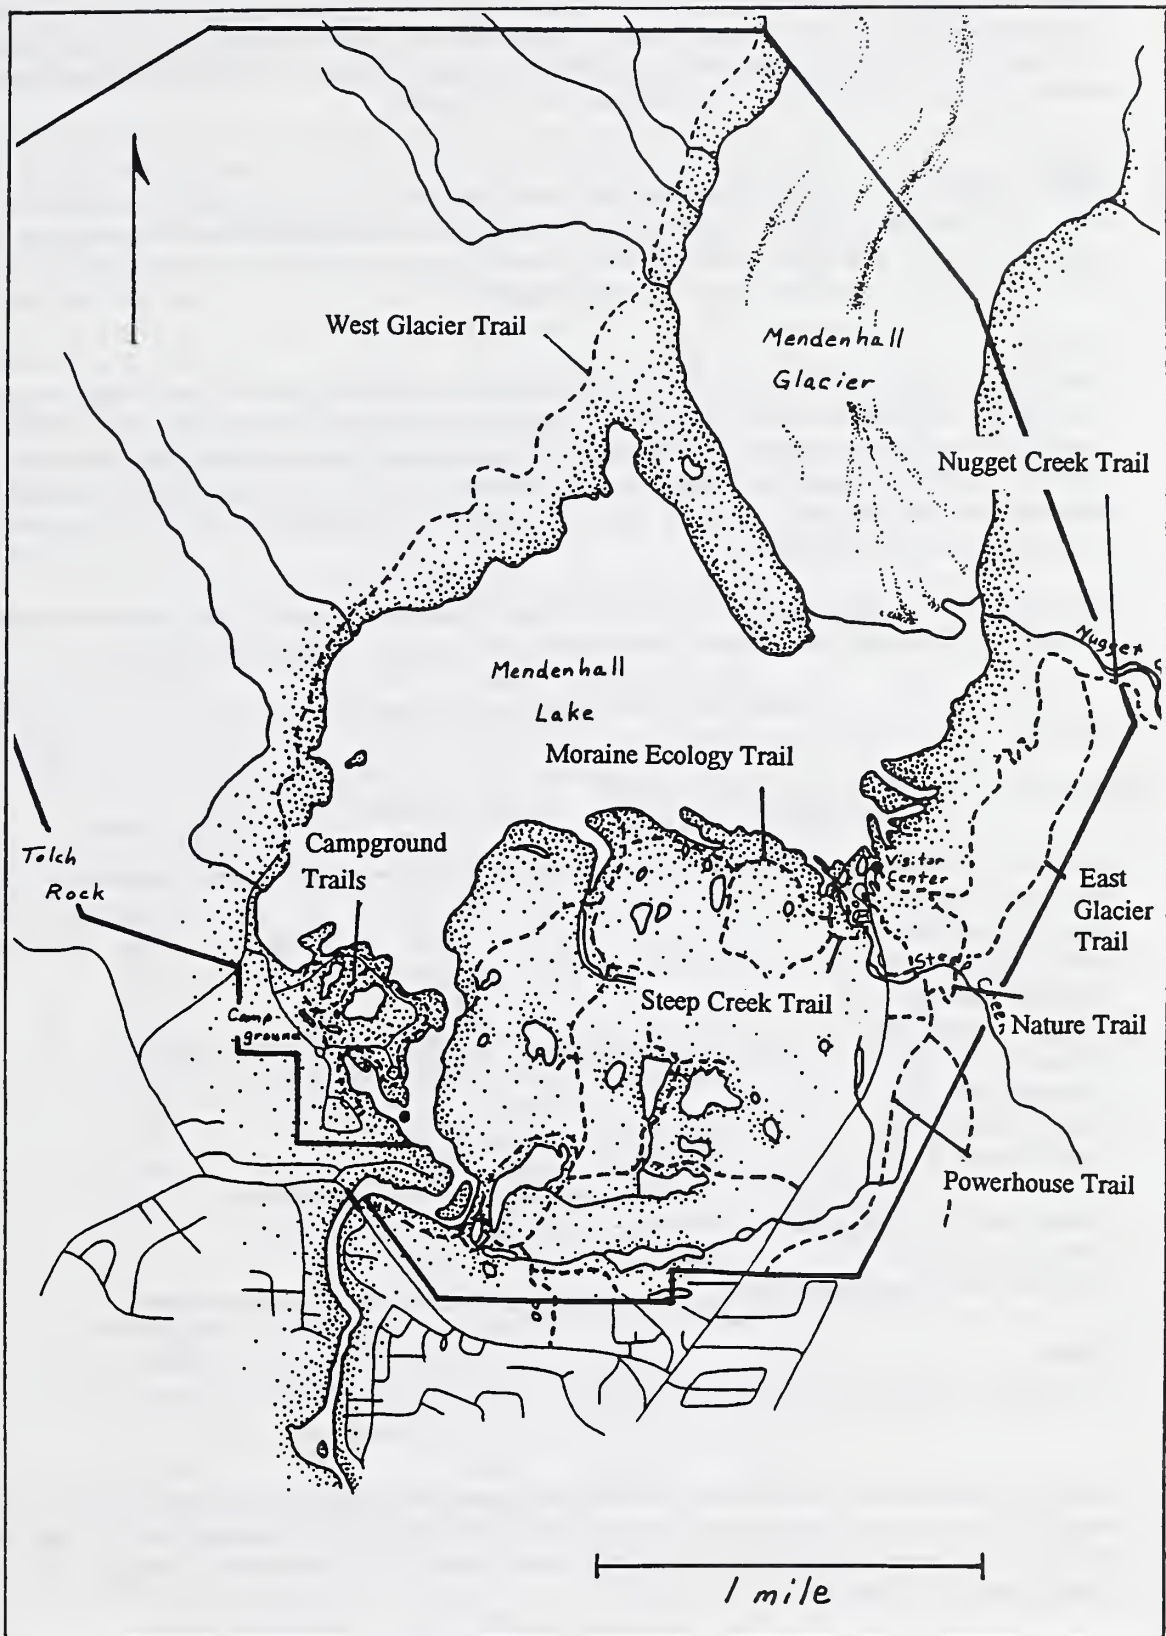 West Glacier Trail
Mendenhall
Glacier
Nugget Creek Trail
Nugget
Mendenhall
Lake
Moraine Ecology Trail
Tolch
Rock
Campground
Trails
Visitor
Center
East
Glacier
Trail
Steep
Creek
Steep Creek Trail
Camp-
ground
Nature Trail
Powerhouse Trail
1 mile